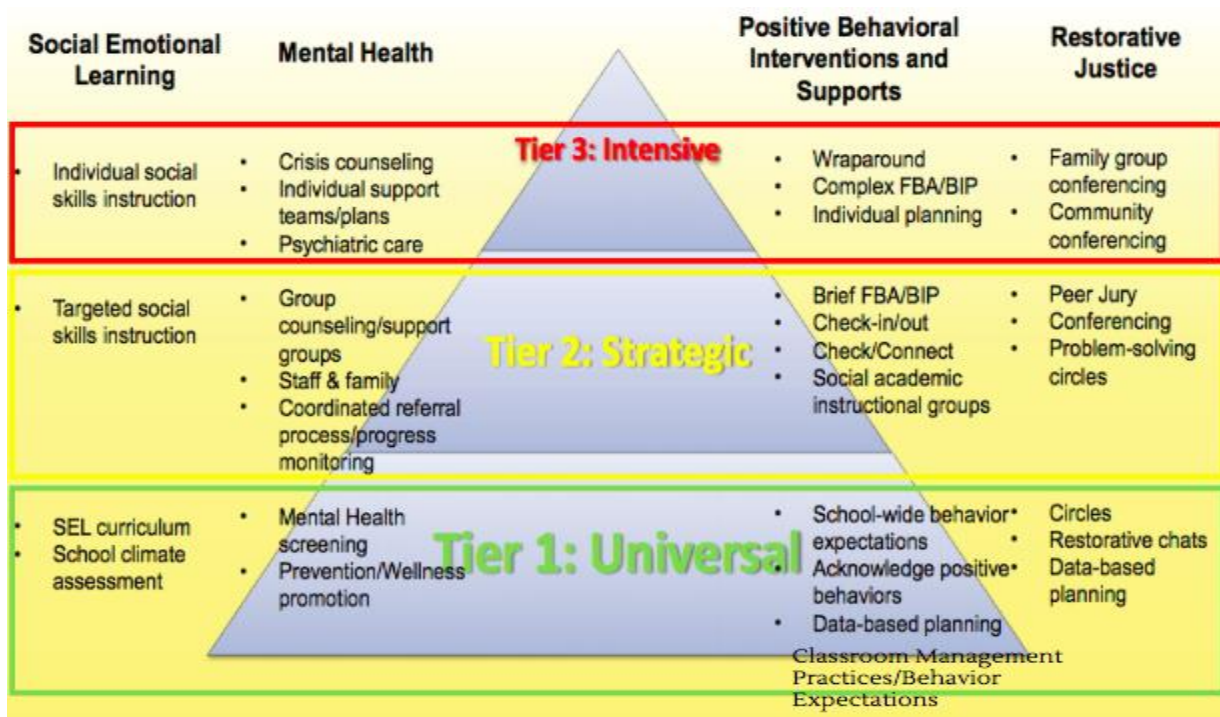 Social Emotional
Learning
Mental Health
Positive Behavioral
Interventions and
Supports
Restorative
Justice
Tier 3: Intensive
• Individual social
skills instruction
• Crisis counseling
• Individual support
teams/plans
• Psychiatric care
• Wraparound
• Complex FBA/BIP
• Individual planning
• Family group
conferencing
• Community
conferencing
Tier 2: Strategic
• Targeted social
skills instruction
• Group
counseling/support
groups
• Staff & family
• Coordinated referral
process/progress
monitoring
• Brief FBA/BIP
• Check-in/out
• Check/Connect
• Social academic
instructional groups
• Peer Jury
• Conferencing
• Problem-solving
circles
Tier 1: Universal
• SEL curriculum
• School climate
assessment
• Mental Health
screening
• Prevention/Wellness
promotion
• School-wide behavior
expectations
• Acknowledge positive
behaviors
• Data-based planning
Classroom Management
Practices/Behavior
Expectations
• Circles
• Restorative chats
• Data-based
planning